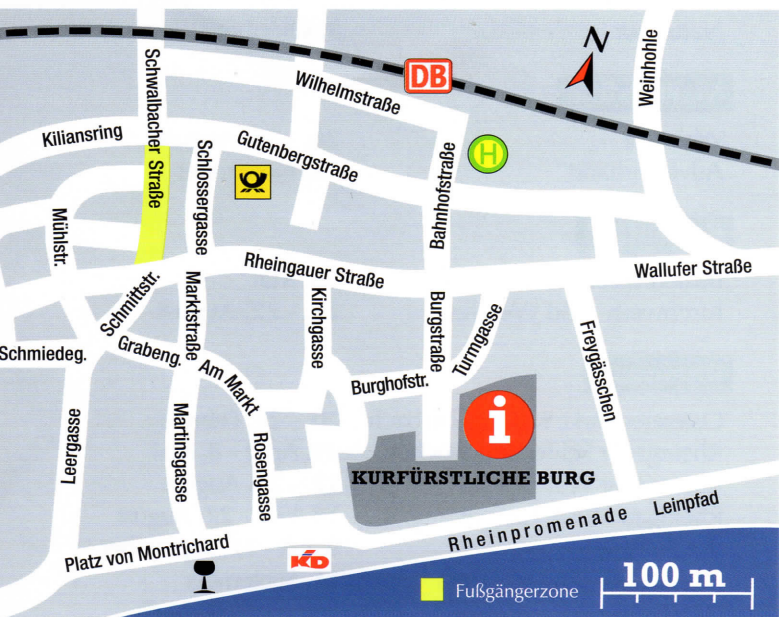 N
Weinhohle
DB
Schwalbacher Straße
Wilhelmstraße
Kiliansring
Gutenbergstraße
H
Schlossergasse
Bahnhofstraße
Mühlstr.
Rheingauer Straße
Wallufer Straße
Schmittstr.
Marktstraße
Kirchgasse
Burgstraße
Turmgasse
Freygässchen
Schmiedeg.
Grabeng.
Am Markt
Burghofstr.
i
Leergasse
Martinsgasse
Rosengasse
KURFÜRSTLICHE BURG
Platz von Montrichard
KD
Rheinpromenade
Leinpfad
Fußgängerzone
100 m